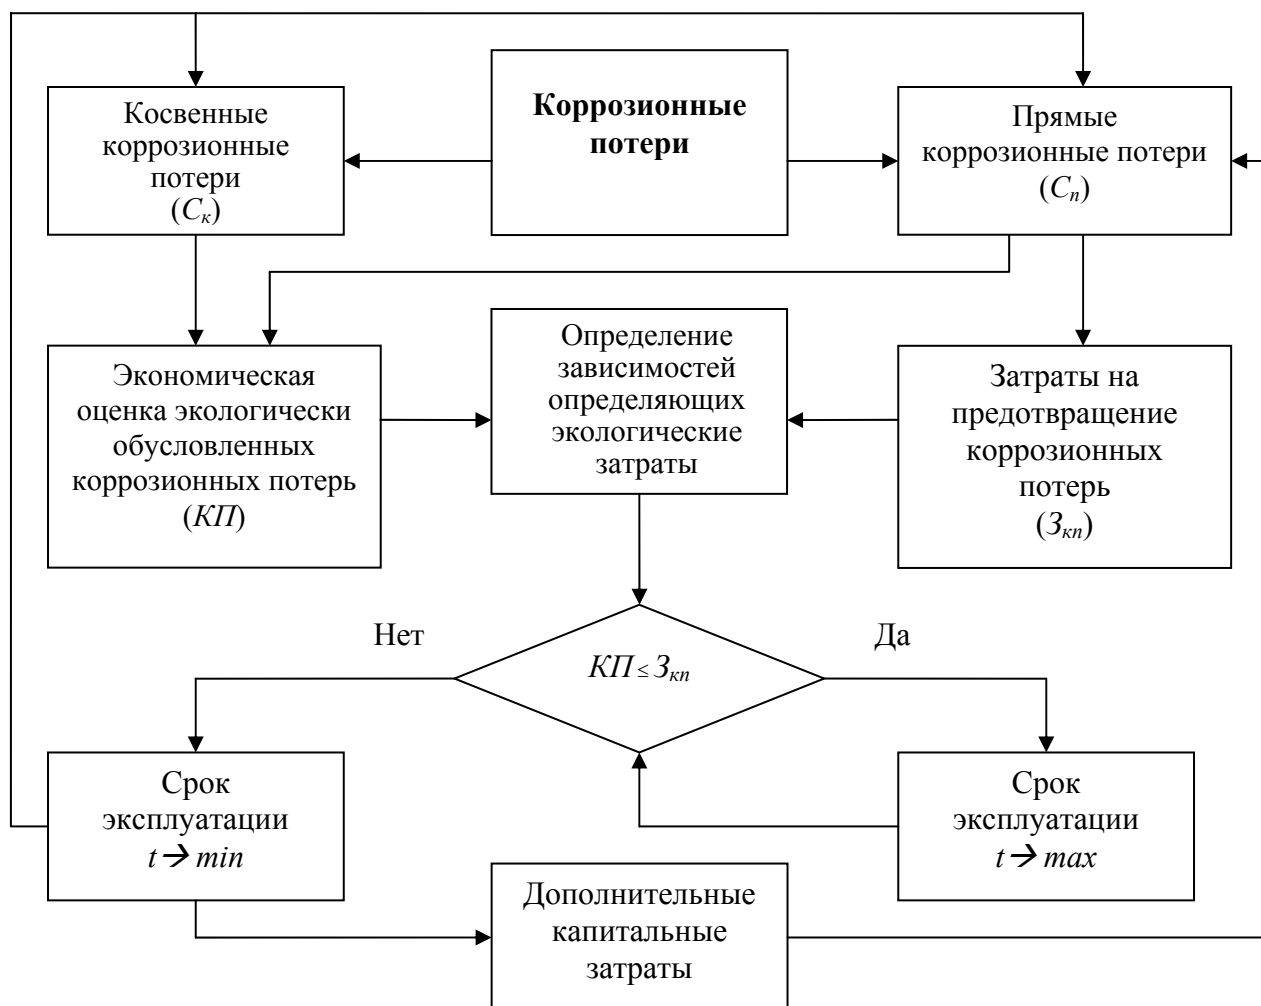 Косвенные
коррозионные
потери
(Cк)
Коррозионные
потери
Прямые
коррозионные потери
(Cп)
Экономическая
оценка экологически
обусловленных
коррозионных потерь
(КП)
Определение
зависимостей
определяющих
экологические
затраты
Затраты на
предотвращение
коррозионных
потерь
(Зкп)
Нет
КП ≤ Зкп
Да
Срок
эксплуатации
t→ min
Срок
эксплуатации
t→ max
Дополнительные
капитальные
затраты